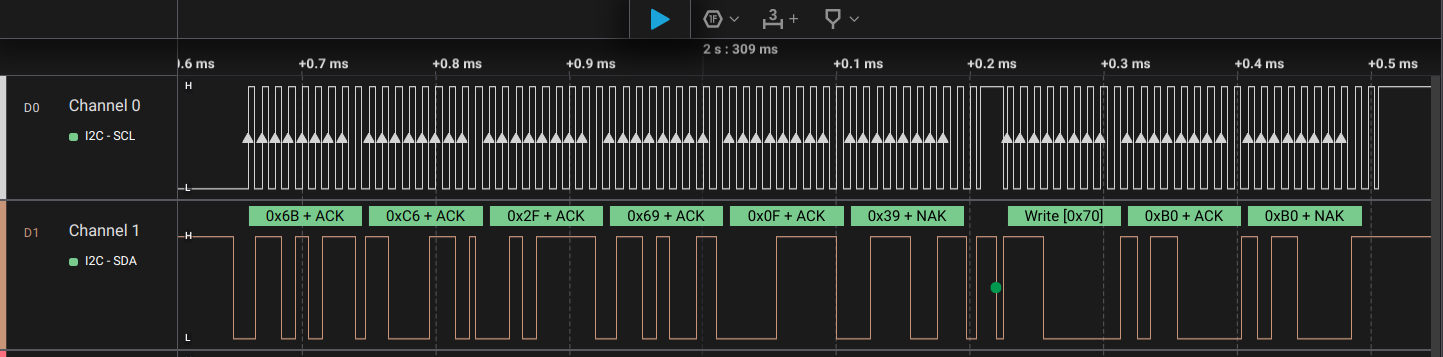 3 +
2 s : 309 ms
0.6 ms +0.7 ms +0.8 ms +0.9 ms +0.1 ms +0.2 ms +0.3 ms +0.4 ms +0.5 ms
H
D0 Channel 0
I2C - SCL
L
0x6B + ACK 0xC6 + ACK 0x2F + ACK 0x69 + ACK 0x0F + ACK 0x39 + NAK Write [0x70] 0xB0 + ACK 0xB0 + NAK
D1 Channel 1
H
I2C - SDA
L